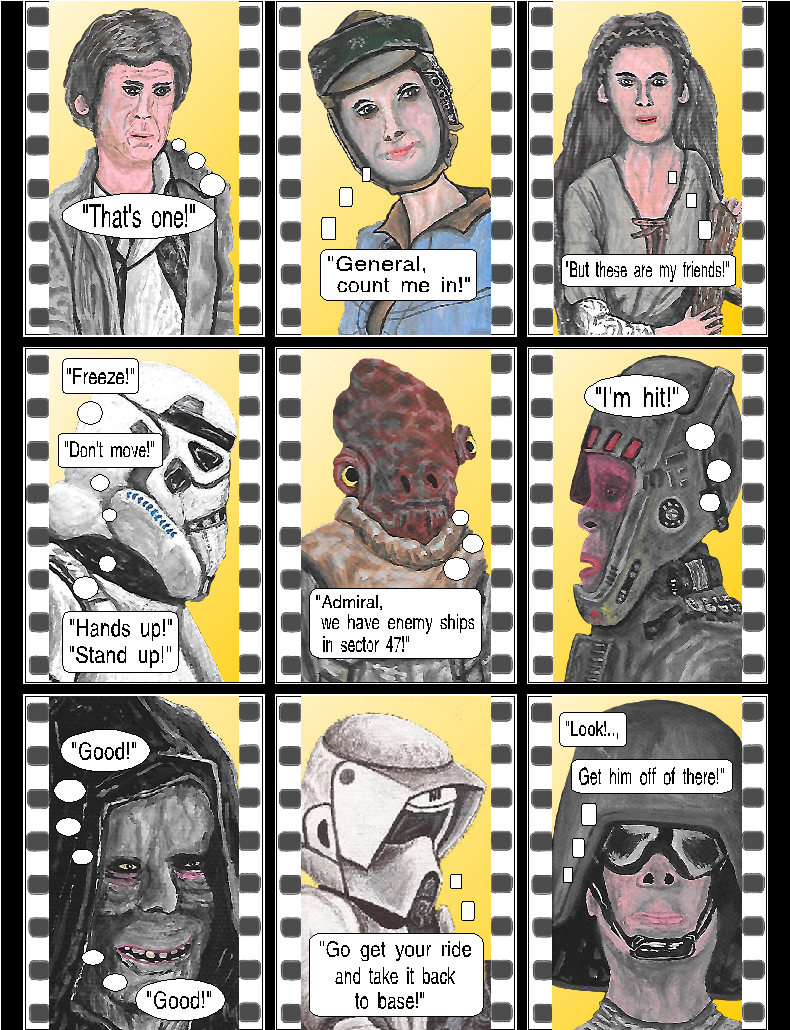 "That's one!"
"General,
count me in!"
"But these are my friends!"
"Freeze!"
"Don't move!"
"Hands up!"
"Stand up!"
"Admiral,
we have enemy ships
in sector 47!"
"I'm hit!"
"Good!"
"Good!"
"Go get your ride
and take it back
to base!"
"Look!..,
Get him off of there!"